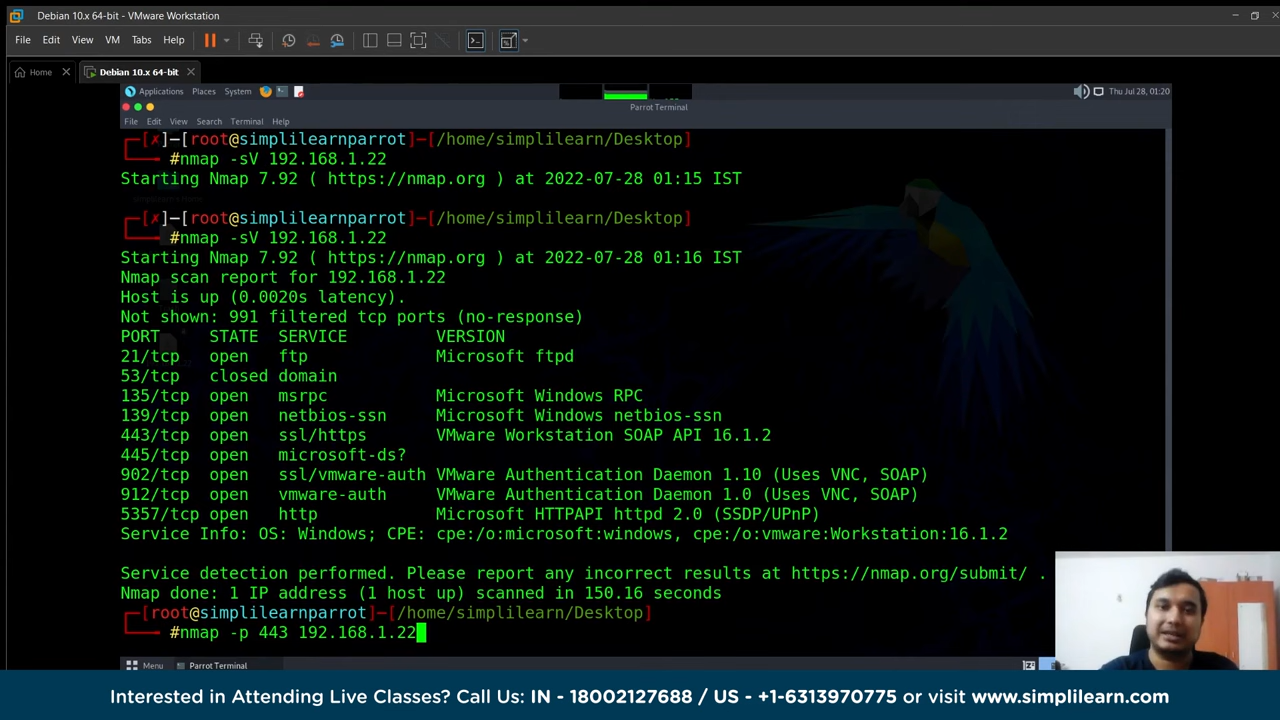 Debian 10.x 64-bit - VMware Workstation
File Edit View VM Tabs Help
Home Debian 10.x 64-bit
Applications Places System Thu Jul 28, 01:20
Parrot Terminal
File Edit View Search Terminal Help
┌─[✗]─[root@simplilearnparrot]─[/home/simplilearn/Desktop]
└──╼ #nmap -sV 192.168.1.22
Starting Nmap 7.92 ( https://nmap.org ) at 2022-07-28 01:15 IST
┌─[✗]─[root@simplilearnparrot]─[/home/simplilearn/Desktop]
└──╼ #nmap -sV 192.168.1.22
Starting Nmap 7.92 ( https://nmap.org ) at 2022-07-28 01:16 IST
Nmap scan report for 192.168.1.22
Host is up (0.0020s latency).
Not shown: 991 filtered tcp ports (no-response)
PORT STATE SERVICE VERSION
21/tcp open ftp Microsoft ftpd
53/tcp closed domain
135/tcp open msrpc Microsoft Windows RPC
139/tcp open netbios-ssn Microsoft Windows netbios-ssn
443/tcp open ssl/https VMware Workstation SOAP API 16.1.2
445/tcp open microsoft-ds?
902/tcp open ssl/vmware-auth VMware Authentication Daemon 1.10 (Uses VNC, SOAP)
912/tcp open vmware-auth VMware Authentication Daemon 1.0 (Uses VNC, SOAP)
5357/tcp open http Microsoft HTTPAPI httpd 2.0 (SSDP/UPnP)
Service Info: OS: Windows; CPE: cpe:/o:microsoft:windows, cpe:/o:vmware:Workstation:16.1.2
Service detection performed. Please report any incorrect results at https://nmap.org/submit/ .
Nmap done: 1 IP address (1 host up) scanned in 150.16 seconds
┌─[root@simplilearnparrot]─[/home/simplilearn/Desktop]
└──╼ #nmap -p 443 192.168.1.22
Menu Parrot Terminal
Interested in Attending Live Classes? Call Us: IN - 18002127688 / US - +1-6313970775 or visit www.simplilearn.com